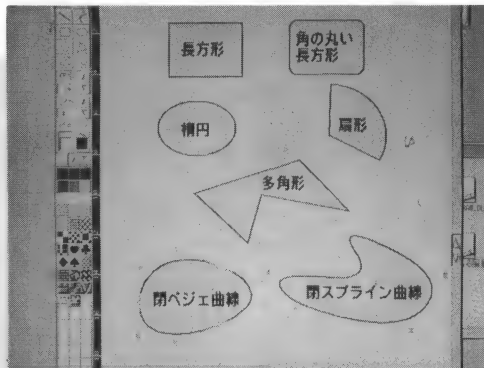 長方形
角の丸い
長方形
楕円
扇形
多角形
閉ベジェ曲線
閉スプライン曲線